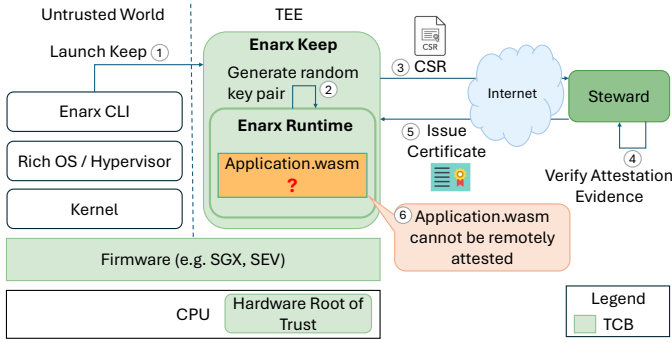 Untrusted World
TEE
Launch Keep 1
Enarx Keep
Generate random
key pair 2
Enarx Runtime
Application.wasm
?
Enarx CLI
Rich OS / Hypervisor
Kernel
CSR
3 CSR
Internet
Steward
5 Issue
Certificate
4
Verify Attestation
Evidence
6 Application.wasm
cannot be remotely
attested
Firmware (e.g. SGX, SEV)
CPU
Hardware Root of
Trust
Legend
TCB